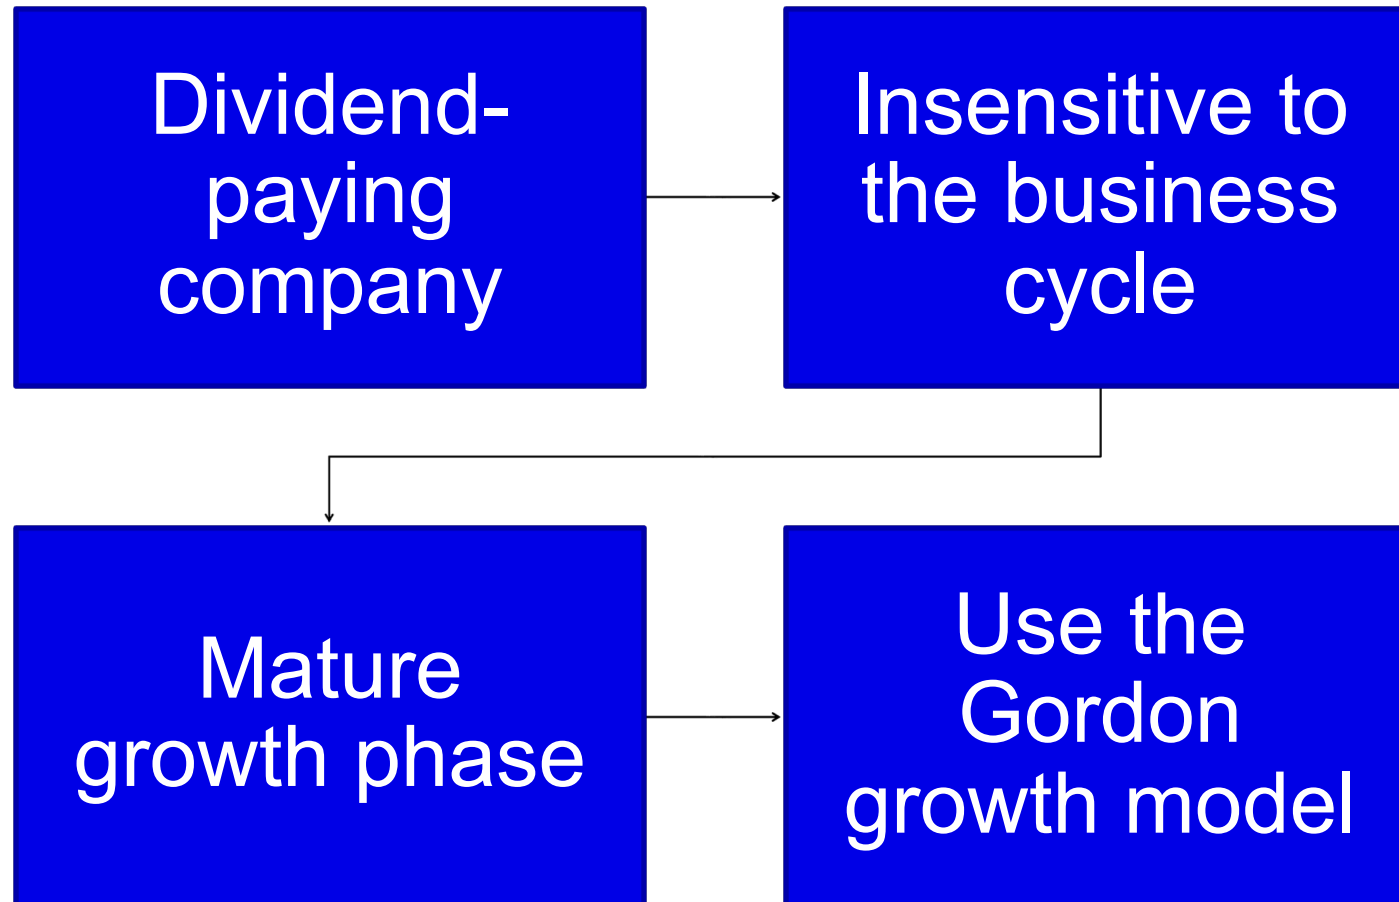 Dividend-
paying
company
Insensitive to
the business
cycle
Mature
growth phase
Use the
Gordon
growth model